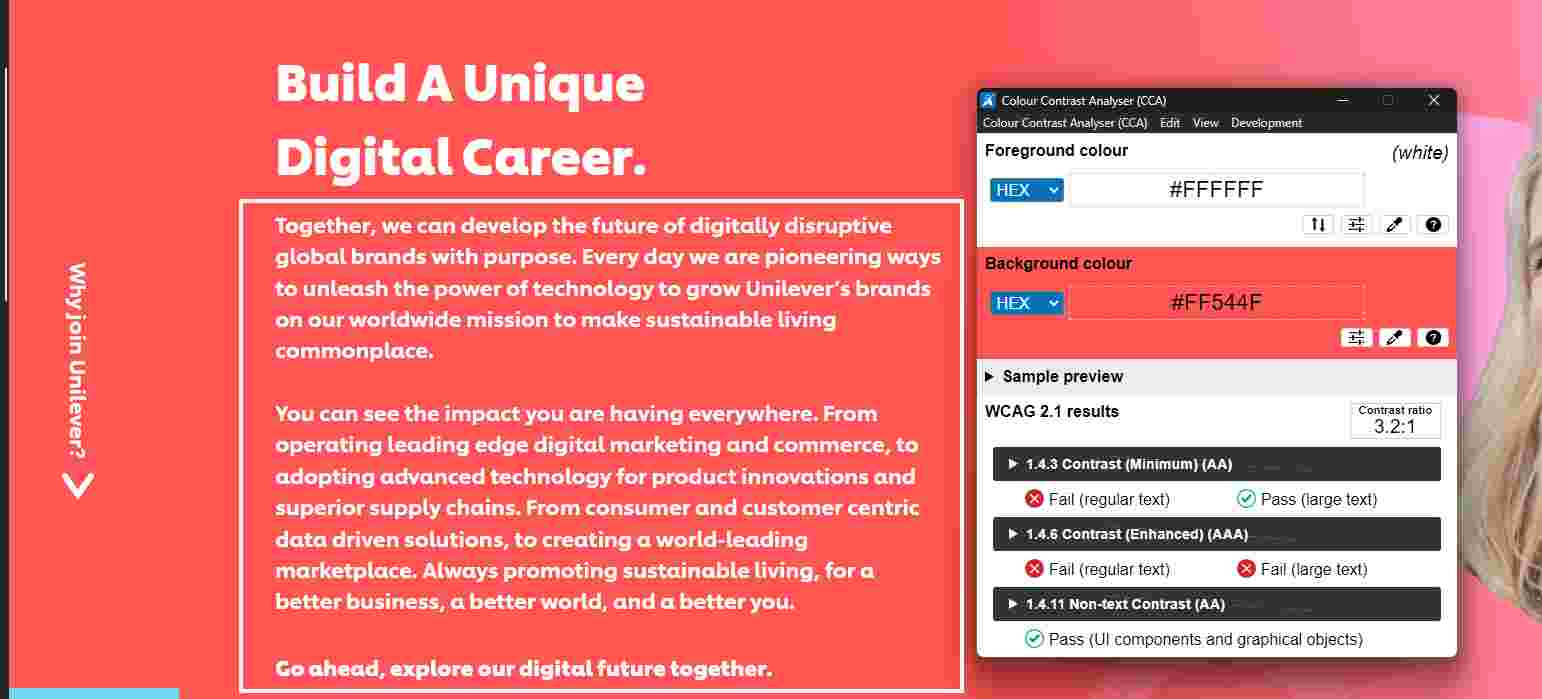 Build A Unique
Digital Career.
Together, we can develop the future of digitally disruptive
global brands with purpose. Every day we are pioneering ways
to unleash the power of technology to grow Unilever's brands
on our worldwide mission to make sustainable living
commonplace.
You can see the impact you are having everywhere. From
operating leading edge digital marketing and commerce, to
adopting advanced technology for product innovations and
superior supply chains. From consumer and customer centric
data driven solutions, to creating a world-leading
marketplace. Always promoting sustainable living, for a
better business, a better world, and a better you.
Go ahead, explore our digital future together.
Why join Unilever?
Colour Contrast Analyser (CCA)
Colour Contrast Analyser (CCA) Edit View Development
Foreground colour (white)
HEX #FFFFFF
Background colour
HEX #FF544F
Sample preview
WCAG 2.1 results
Contrast ratio
3.2:1
1.4.3 Contrast (Minimum) (AA)
Fail (regular text) Pass (large text)
1.4.6 Contrast (Enhanced) (AAA)
Fail (regular text) Fail (large text)
1.4.11 Non-text Contrast (AA)
Pass (UI components and graphical objects)